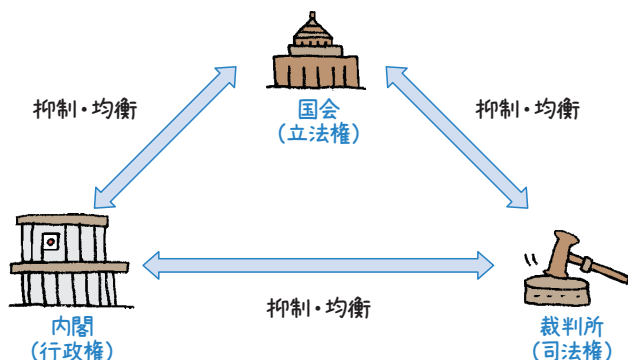 国会
(立法権)
抑制・均衡
抑制・均衡
内閣
(行政権)
抑制・均衡
裁判所
(司法権)